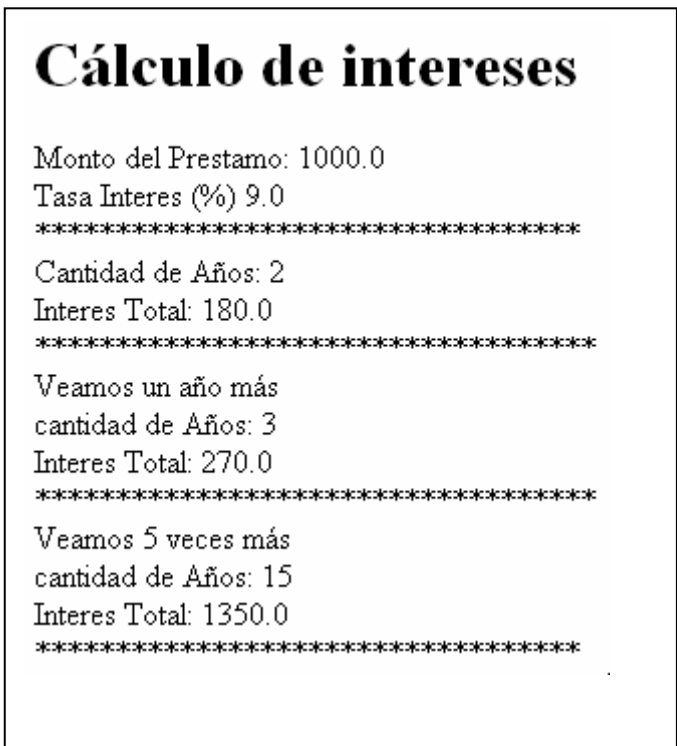 Cálculo de intereses
Monto del Prestamo: 1000.0
Tasa Interes (%) 9.0
**********************************
Cantidad de Años: 2
Interes Total: 180.0
***********************************
Veamos un año más
cantidad de Años: 3
Interes Total: 270.0
***********************************
Veamos 5 veces más
cantidad de Años: 15
Interes Total: 1350.0
**********************************